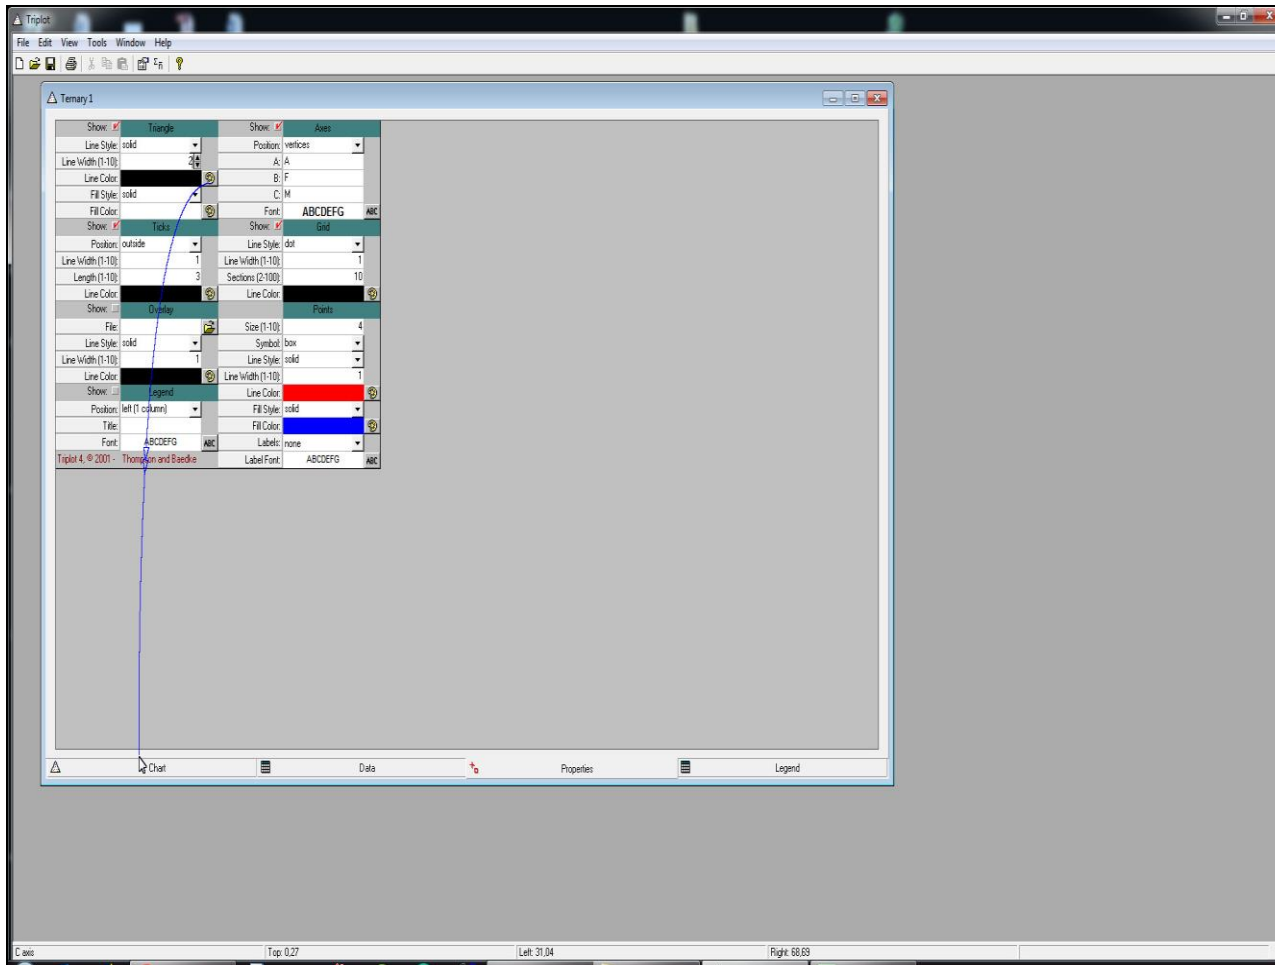 Triplot
File Edit View Tools Window Help
Ternary1
Show: Triangle Show: Axes
Line Style: solid Position: vertices
Line Width (1-10): 2 A: A
Line Color: B: F
Fill Style: solid C: M
Fill Color: Font: ABCDEFG ABC
Show: Ticks Show: Grid
Position: outside Line Style: dot
Line Width (1-10): 1 Line Width (1-10): 1
Length (1-10): 3 Sections (2-100): 10
Line Color: Line Color:
Show: Overlay Points
File: Size (1-10): 4
Line Style: solid Symbol: box
Line Width (1-10): 1 Line Style: solid
Line Color: Line Width (1-10): 1
Show: Legend Line Color:
Position: left (1 column) Fill Style: solid
Title: Fill Color:
Font: ABCDEFG ABC Labels: none
Triplot 4, © 2001 - Thompson and Baedke Label Font: ABCDEFG ABC
Chart Data Properties Legend
C axis Top: 0,27 Left: 31,04 Right: 68,69